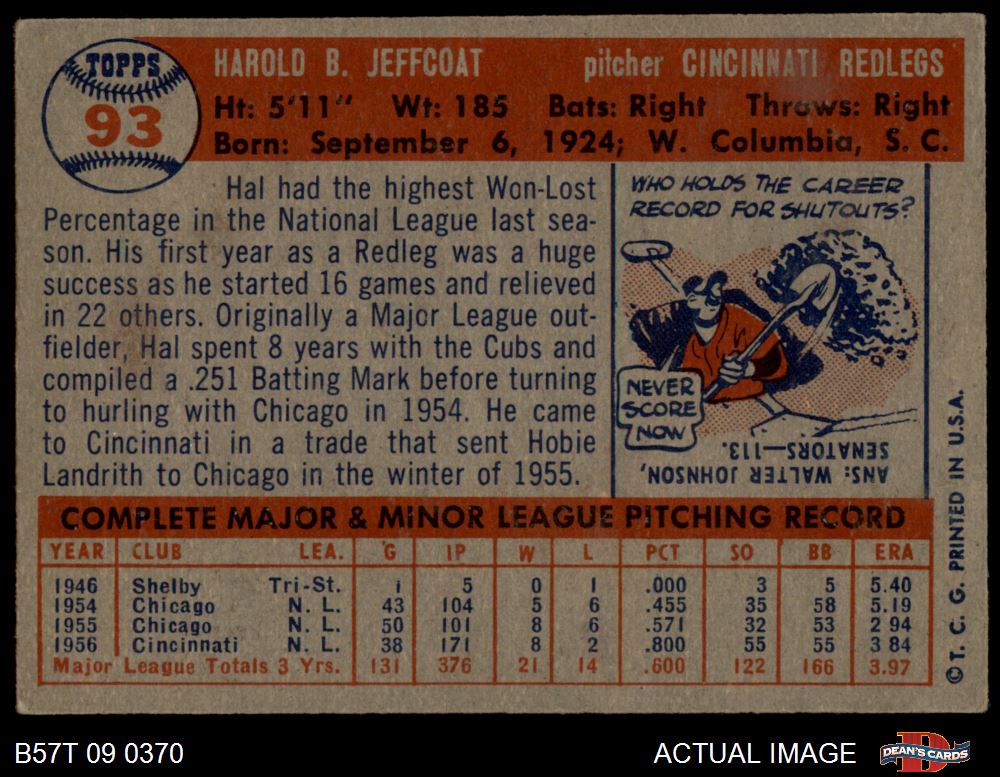 TOPPS
93
HAROLD B. JEFFCOAT pitcher CINCINNATI REDLEGS
Ht: 5'11" Wt: 185 Bats: Right Throws: Right
Born: September 6, 1924; W. Columbia, S. C.
Hal had the highest Won-Lost
Percentage in the National League last sea-
son. His first year as a Redleg was a huge
success as he started 16 games and relieved
in 22 others. Originally a Major League out-
fielder, Hal spent 8 years with the Cubs and
compiled a .251 Batting Mark before turning
to hurling with Chicago in 1954. He came
to Cincinnati in a trade that sent Hobie
Landrith to Chicago in the winter of 1955.
WHO HOLDS THE CAREER
RECORD FOR SHUTOUTS?
NEVER
SCORE
NOW
ANS: WALTER JOHNSON,
SENATORS—113.
COMPLETE MAJOR & MINOR LEAGUE PITCHING RECORD
YEAR CLUB LEA. G IP W L PCT SO BB ERA
1946 Shelby Tri-St. 1 5 0 1 .000 3 5 5.40
1954 Chicago N. L. 43 104 5 6 .455 35 58 5.19
1955 Chicago N. L. 50 101 8 6 .571 32 53 2 94
1956 Cincinnati N. L. 38 171 8 2 .800 55 55 3 84
Major League Totals 3 Yrs. 131 376 21 14 .600 122 166 3.97
© T. C. G. PRINTED IN U.S.A.
B57T 09 0370 ACTUAL IMAGE
D
DEAN'S CARDS